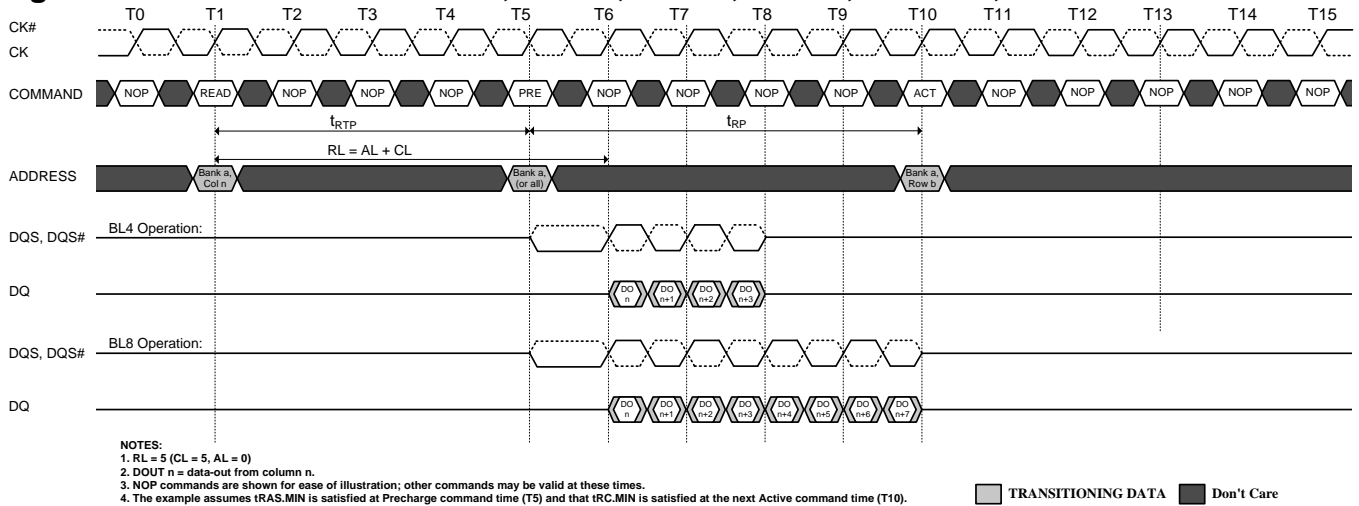 T0 T1 T2 T3 T4 T5 T6 T7 T8 T9 T10 T11 T12 T13 T14 T15
CK#
CK
COMMAND NOP READ NOP NOP NOP PRE NOP NOP NOP NOP ACT NOP NOP NOP NOP NOP
tRTP tRP
RL = AL + CL
ADDRESS Bank a, Col n Bank a, (or all) Bank a, Row b
BL4 Operation:
DQS, DQS#
DQ DO n DO n+1 DO n+2 DO n+3
BL8 Operation:
DQS, DQS#
DQ DO n DO n+1 DO n+2 DO n+3 DO n+4 DO n+5 DO n+6 DO n+7
NOTES:
1. RL = 5 (CL = 5, AL = 0)
2. DOUT n = data-out from column n.
3. NOP commands are shown for ease of illustration; other commands may be valid at these times.
4. The example assumes tRAS.MIN is satisfied at Precharge command time (T5) and that tRC.MIN is satisfied at the next Active command time (T10).
TRANSITIONING DATA Don't Care